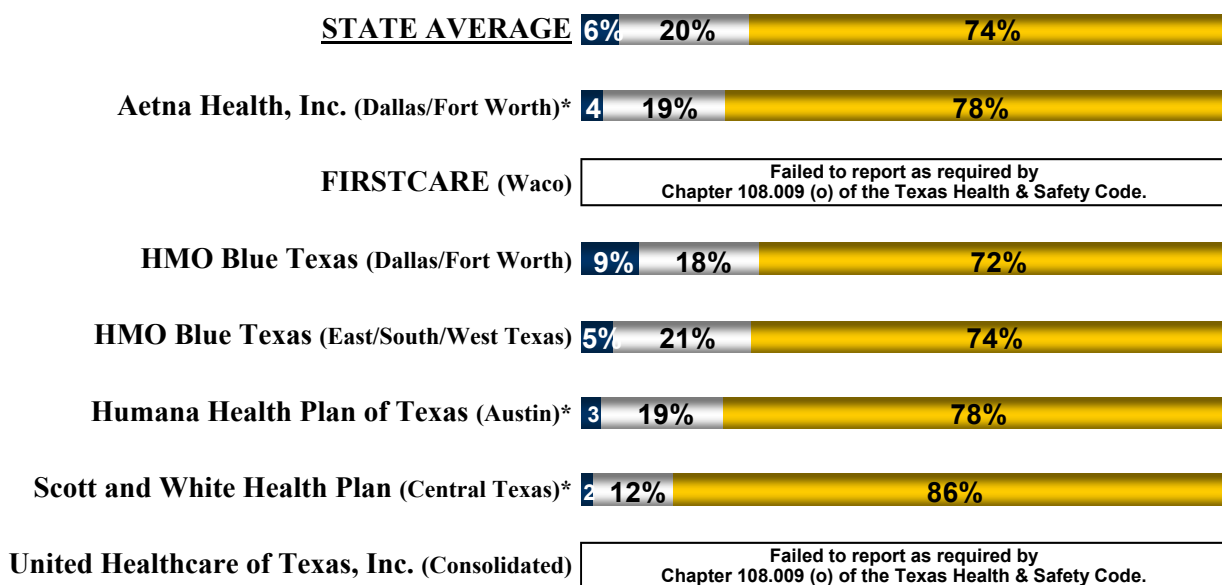 STATE AVERAGE 6% 20% 74%
Aetna Health, Inc. (Dallas/Fort Worth)* 4 19% 78%
FIRSTCARE (Waco) Failed to report as required by
Chapter 108.009 (o) of the Texas Health & Safety Code.
HMO Blue Texas (Dallas/Fort Worth) 9% 18% 72%
HMO Blue Texas (East/South/West Texas) 5% 21% 74%
Humana Health Plan of Texas (Austin)* 3 19% 78%
Scott and White Health Plan (Central Texas)* 2 12% 86%
United Healthcare of Texas, Inc. (Consolidated) Failed to report as required by
Chapter 108.009 (o) of the Texas Health & Safety Code.